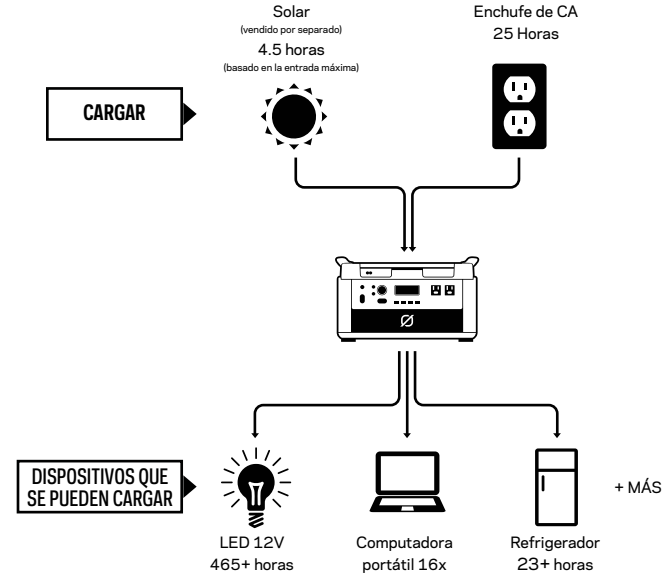 Solar
(vendido por separado)
4.5 horas
(basado en la entrada máxima)
Enchufe de CA
25 Horas
CARGAR
DISPOSITIVOS QUE
SE PUEDEN CARGAR
LED 12V
465+ horas
Computadora
portátil 16x
Refrigerador
23+ horas
+ MÁS